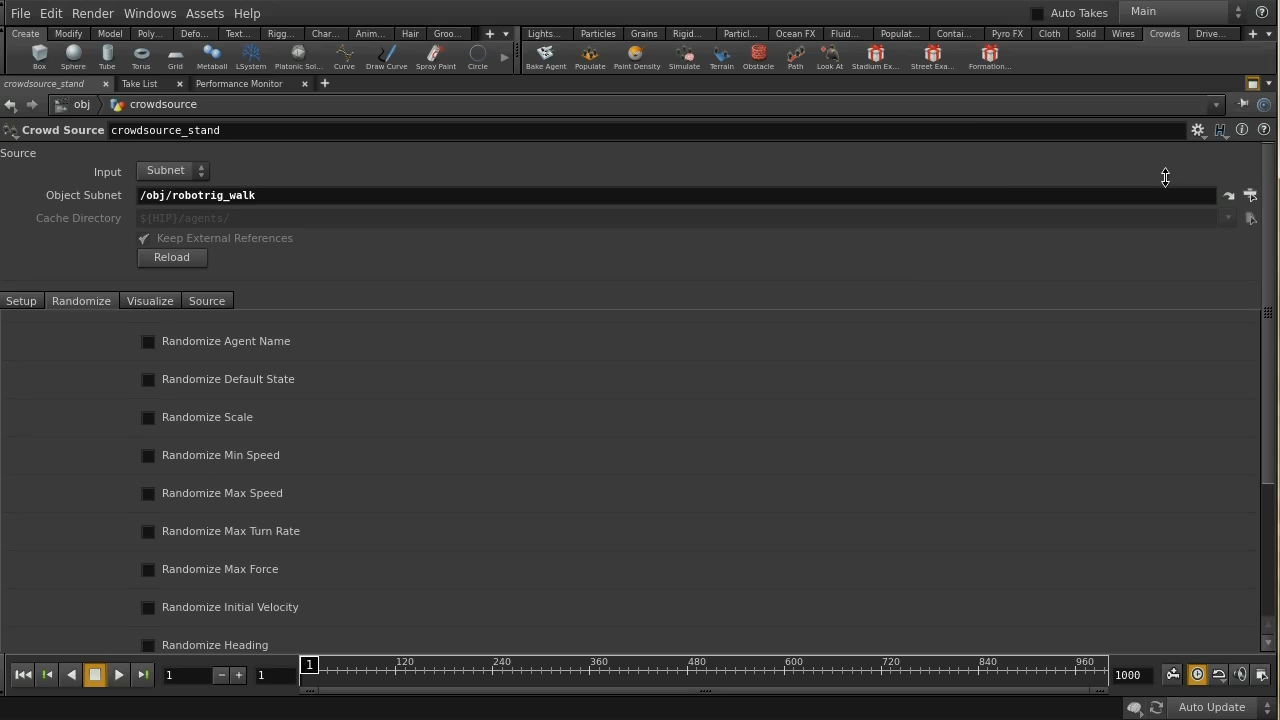 File Edit Render Windows Assets Help Auto Takes Main
Create Modify Model Poly... Defo... Text... Rigg... Char... Anim... Hair Groo... Lights... Particles Grains Rigid... Particl... Ocean FX Fluid... Populat... Contai... Pyro FX Cloth Solid Wires Crowds Drive...
Box Sphere Tube Torus Grid Metaball LSystem Platonic Sol... Curve Draw Curve Spray Paint Circle Bake Agent Populate Paint Density Simulate Terrain Obstacle Path Look At Stadium Ex... Street Exa... Formation...
crowdsource_stand Take List Performance Monitor
obj crowdsource
Crowd Source crowdsource_stand
Source
Input Subnet
Object Subnet /obj/robotrig_walk
Cache Directory ${HIP}/agents/
Keep External References
Reload
Setup Randomize Visualize Source
Randomize Agent Name
Randomize Default State
Randomize Scale
Randomize Min Speed
Randomize Max Speed
Randomize Max Turn Rate
Randomize Max Force
Randomize Initial Velocity
Randomize Heading
1 1 1 120 240 360 480 600 720 840 960 1000
Auto Update